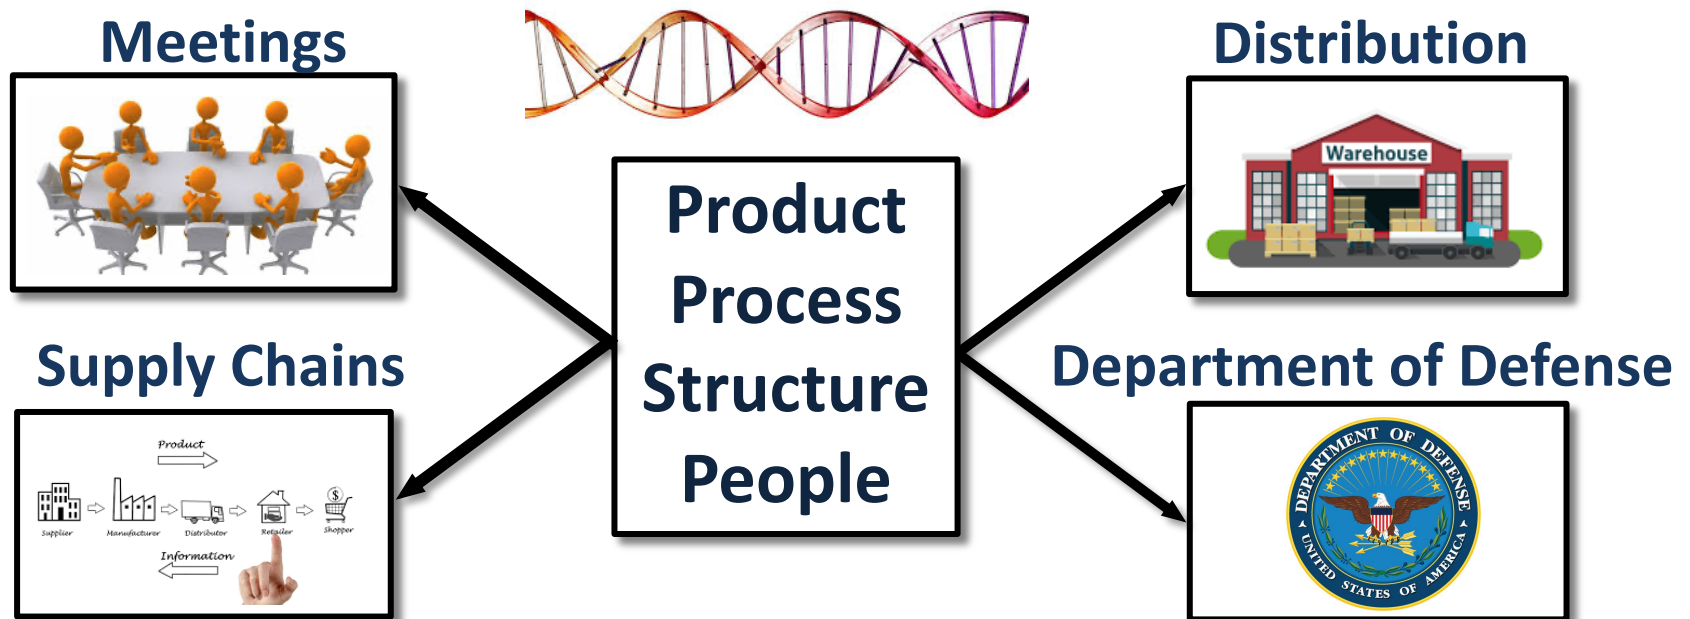 Meetings
Distribution
Warehouse
Product
Process
Structure
People
Supply Chains
Product
Supplier
Manufacturer
Distributor
Retailer
Shopper
$
Information
Department of Defense
DEPARTMENT OF DEFENSE
UNITED STATES OF AMERICA